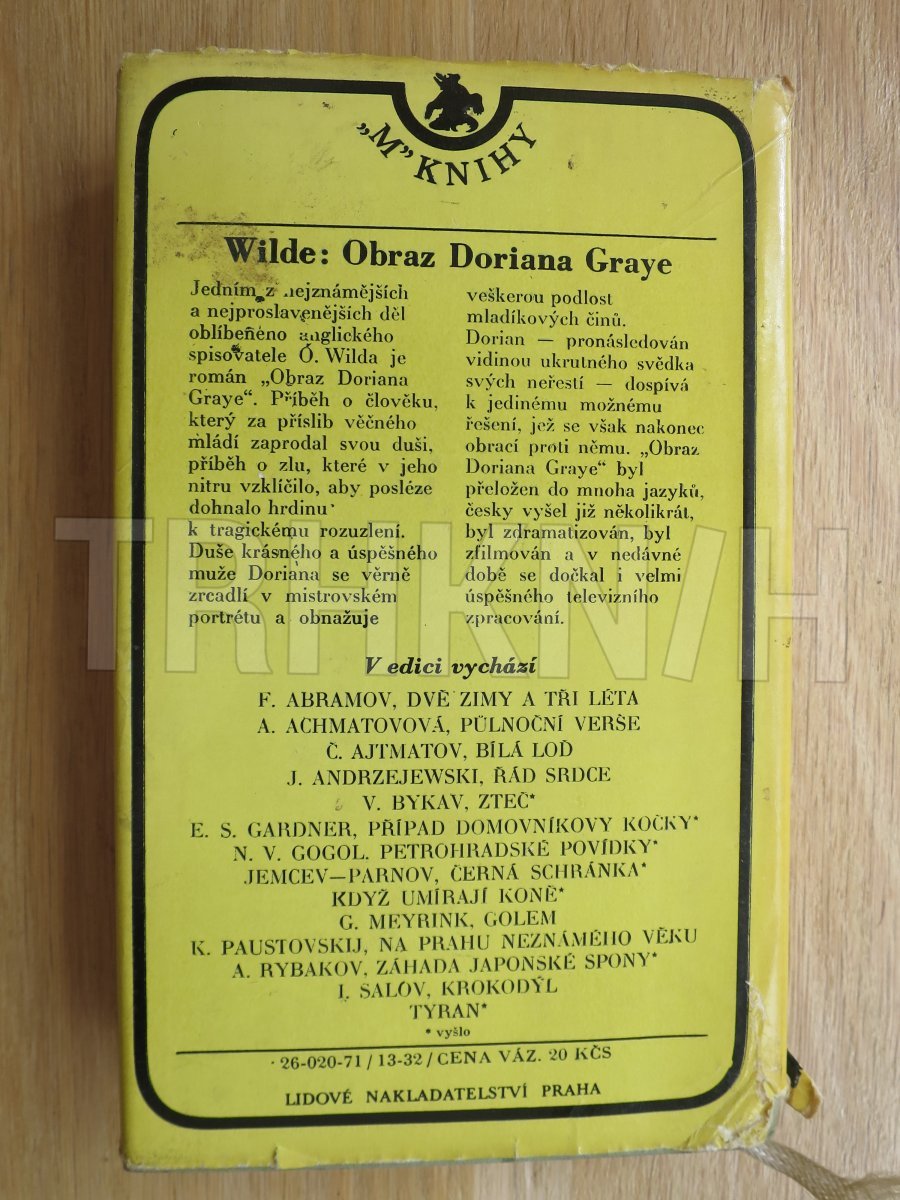 „M” KNIHY
Wilde: Obraz Doriana Graye
Jedním z nejznámějších
a nejproslavenějších děl
oblíbeného anglického
spisovatele O. Wilda je
román „Obraz Doriana
Graye“. Příběh o člověku,
který za příslib věčného
mládí zaprodal svou duši,
příběh o zlu, které v jeho
nitru vzklíčilo, aby posléze
dohnalo hrdinu
k tragickému rozuzlení.
Duše krásného a úspěšného
muže Doriana se věrně
zrcadlí v mistrovském
portrétu a obnažuje
veškerou podlost
mladíkových činů.
Dorian — pronásledován
vidinou ukrutného svědka
svých neřestí — dospívá
k jedinému možnému
řešení, jež se však nakonec
obrací proti němu. „Obraz
Doriana Graye“ byl
přeložen do mnoha jazyků,
česky vyšel již několikrát,
byl zdramatizován, byl
zfilmován a v nedávné
době se dočkal i velmi
úspěšného televizního
zpracování.
V edici vychází
F. ABRAMOV, DVĚ ZIMY A TŘI LÉTA
A. ACHMATOVOVÁ, PŮLNOČNÍ VERŠE
Č. AJTMATOV, BÍLÁ LOĎ
J. ANDRZEJEWSKI, ŘÁD SRDCE
V. BYKAV, ZTEČ*
E. S. GARDNER, PŘÍPAD DOMOVNÍKOVY KOČKY*
N. V. GOGOL, PETROHRADSKÉ POVÍDKY*
JEMCEV—PARNOV, ČERNÁ SCHRÁNKA*
KDYŽ UMÍRAJÍ KONĚ*
G. MEYRINK, GOLEM
K. PAUSTOVSKIJ, NA PRAHU NEZNÁMÉHO VĚKU
A. RYBAKOV, ZÁHADA JAPONSKÉ SPONY*
I. SALOV, KROKODÝL
TYRAN*
* vyšlo
26-020-71/13-32/CENA VÁZ. 20 KČS
LIDOVÉ NAKLADATELSTVÍ PRAHA
TRHKNIH